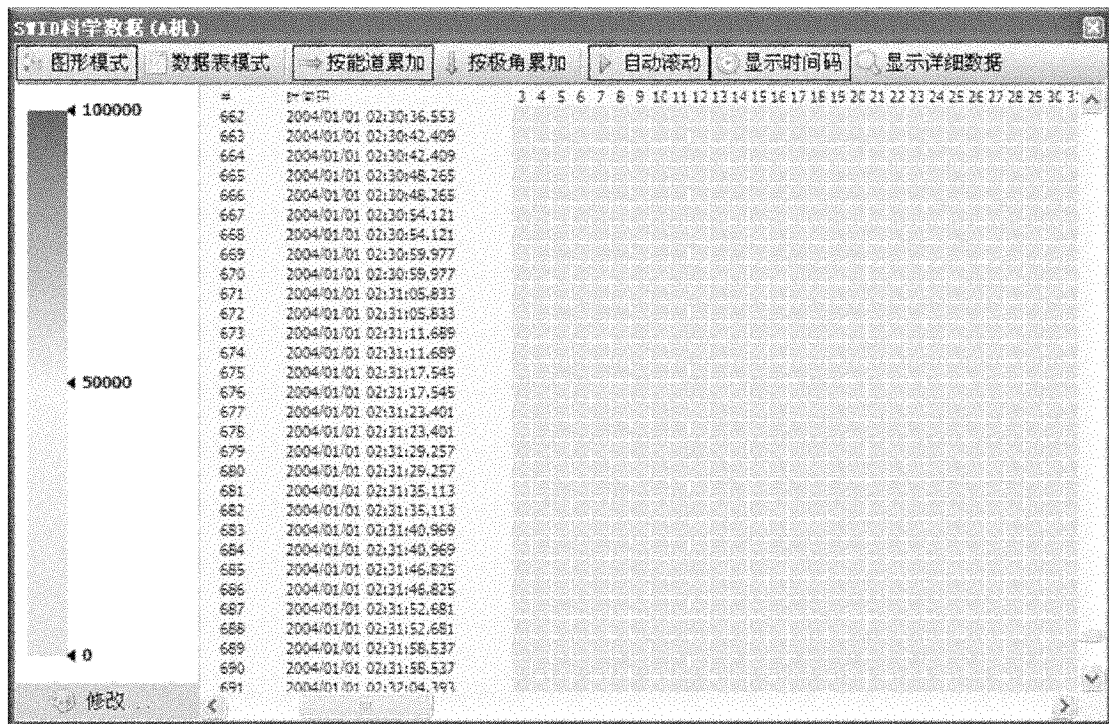 SWID科学数据(A机)
图形模式 数据表模式 按能道累加 按极角累加 自动滚动 显示时间码 显示详细数据
# 时间码 3 4 5 6 7 8 9 10 11 12 13 14 15 16 17 18 19 20 21 22 23 24 25 26 27 28 29 30
100000
662 2004/01/01 02:30:36.553
663 2004/01/01 02:30:42.409
664 2004/01/01 02:30:42.409
665 2004/01/01 02:30:48.265
666 2004/01/01 02:30:48.265
667 2004/01/01 02:30:54.121
668 2004/01/01 02:30:54.121
669 2004/01/01 02:30:59.977
670 2004/01/01 02:30:59.977
671 2004/01/01 02:31:05.833
672 2004/01/01 02:31:05.833
673 2004/01/01 02:31:11.689
674 2004/01/01 02:31:11.689
675 2004/01/01 02:31:17.545
50000
676 2004/01/01 02:31:17.545
677 2004/01/01 02:31:23.401
678 2004/01/01 02:31:23.401
679 2004/01/01 02:31:29.257
680 2004/01/01 02:31:29.257
681 2004/01/01 02:31:35.113
682 2004/01/01 02:31:35.113
683 2004/01/01 02:31:40.969
684 2004/01/01 02:31:40.969
685 2004/01/01 02:31:46.825
686 2004/01/01 02:31:46.825
687 2004/01/01 02:31:52.681
688 2004/01/01 02:31:52.681
689 2004/01/01 02:31:58.537
0
690 2004/01/01 02:31:58.537
691 2004/01/01 02:32:04.393
修改...